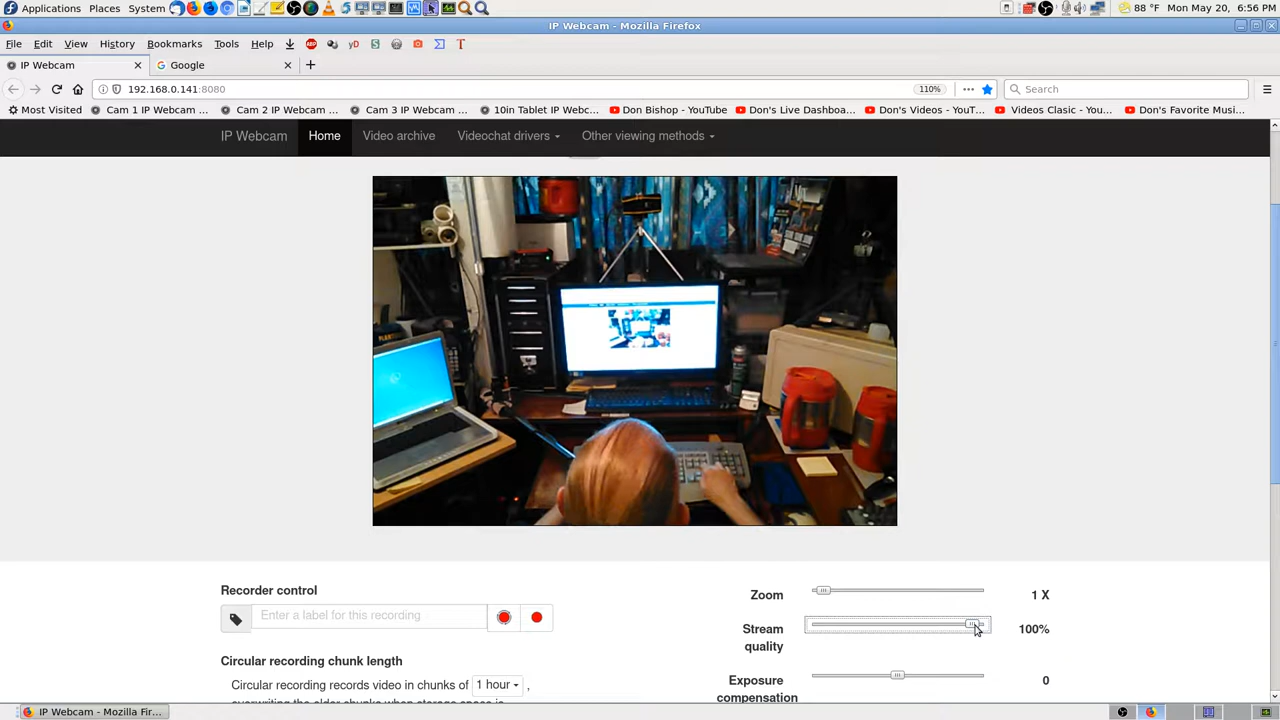 Applications Places System 88 °F Mon May 20, 6:56 PM
IP Webcam - Mozilla Firefox
File Edit View History Bookmarks Tools Help
IP Webcam Google
192.168.0.141:8080 110% Search
Most Visited Cam 1 IP Webcam ... Cam 2 IP Webcam ... Cam 3 IP Webcam ... 10in Tablet IP Webc... Don Bishop - YouTube Don's Live Dashboa... Don's Videos - YouT... Videos Clasic - You... Don's Favorite Musi...
IP Webcam Home Video archive Videochat drivers Other viewing methods
Recorder control
Enter a label for this recording
Circular recording chunk length
Circular recording records video in chunks of 1 hour ,
Zoom 1 X
Stream quality 100%
Exposure compensation 0
IP Webcam - Mozilla Fir...